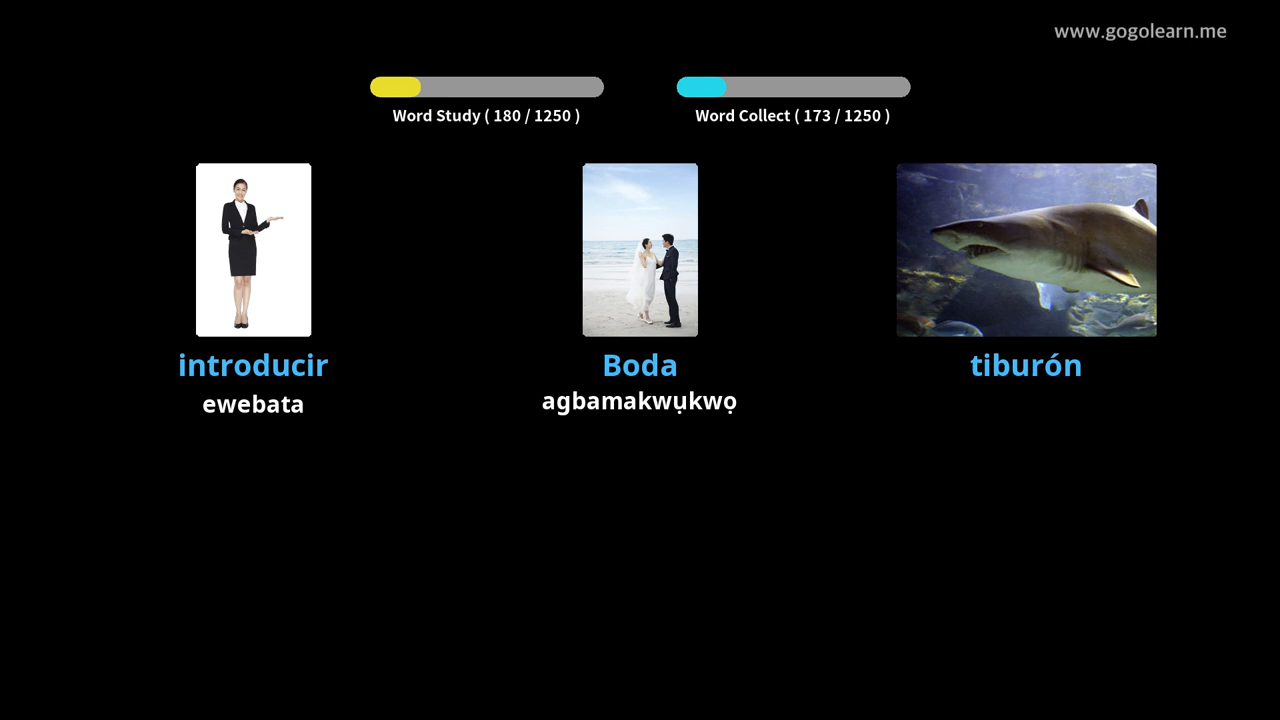 www.gogolearn.me
Word Study ( 180 / 1250 )
Word Collect ( 173 / 1250 )
introducir
ewebata
Boda
agbamakwụkwọ
tiburón